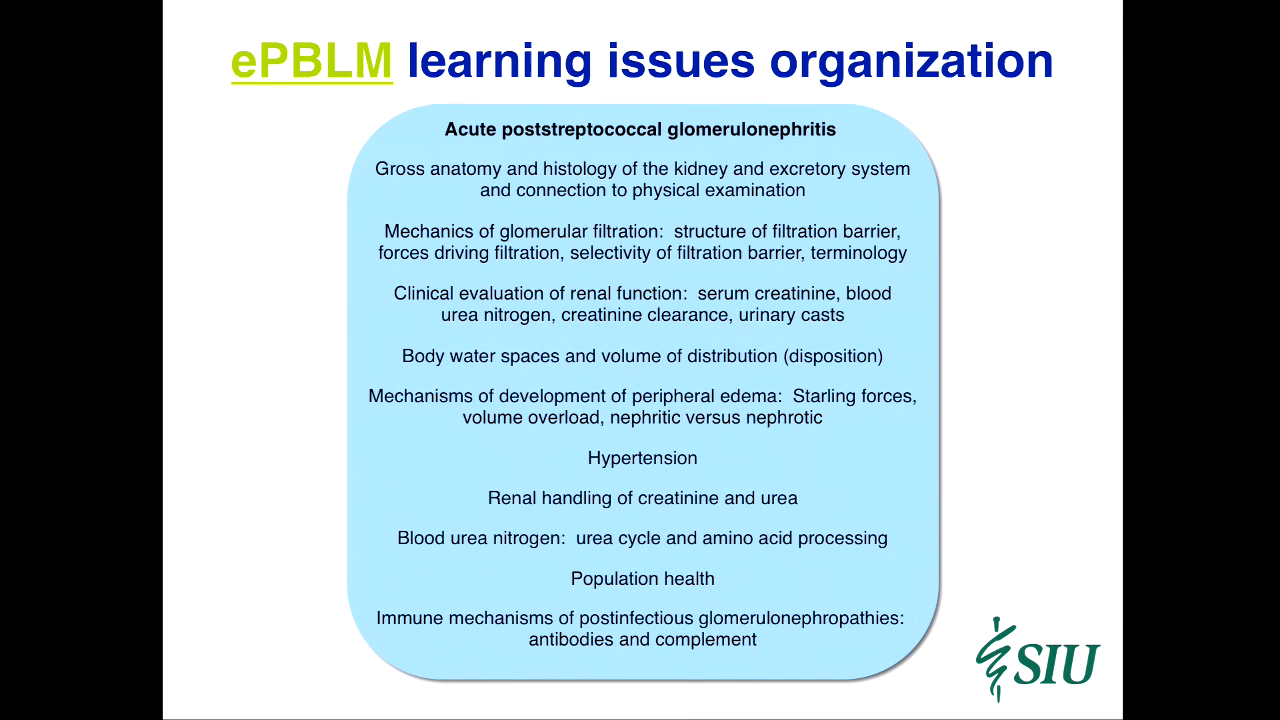 ePBLM learning issues organization
Acute poststreptococcal glomerulonephritis
Gross anatomy and histology of the kidney and excretory system
and connection to physical examination
Mechanics of glomerular filtration:  structure of filtration barrier,
forces driving filtration, selectivity of filtration barrier, terminology
Clinical evaluation of renal function:  serum creatinine, blood
urea nitrogen, creatinine clearance, urinary casts
Body water spaces and volume of distribution (disposition)
Mechanisms of development of peripheral edema:  Starling forces,
volume overload, nephritic versus nephrotic
Hypertension
Renal handling of creatinine and urea
Blood urea nitrogen:  urea cycle and amino acid processing
Population health
Immune mechanisms of postinfectious glomerulonephropathies:
antibodies and complement
SIU